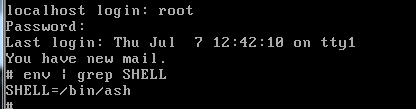 localhost login: root
Password:
Last login: Thu Jul  7 12:42:10 on tty1
You have new mail.
# env | grep SHELL
SHELL=/bin/ash
#